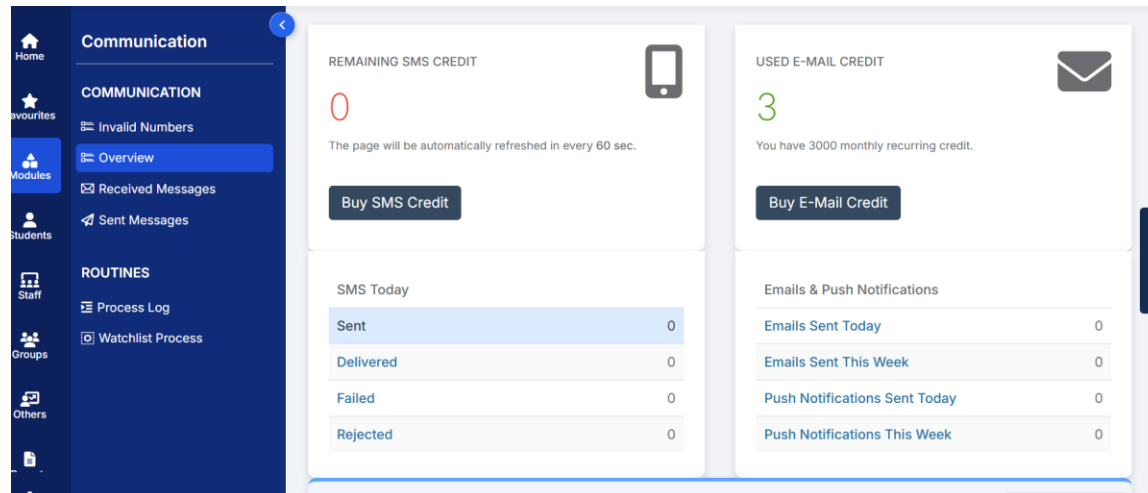 Home
avourites
Modules
Students
Staff
Groups
Others
Communication
COMMUNICATION
Invalid Numbers
Overview
Received Messages
Sent Messages
ROUTINES
Process Log
Watchlist Process
REMAINING SMS CREDIT
0
The page will be automatically refreshed in every 60 sec.
Buy SMS Credit
USED E-MAIL CREDIT
3
You have 3000 monthly recurring credit.
Buy E-Mail Credit
SMS Today
Sent 0
Delivered 0
Failed 0
Rejected 0
Emails & Push Notifications
Emails Sent Today 0
Emails Sent This Week 0
Push Notifications Sent Today 0
Push Notifications This Week 0